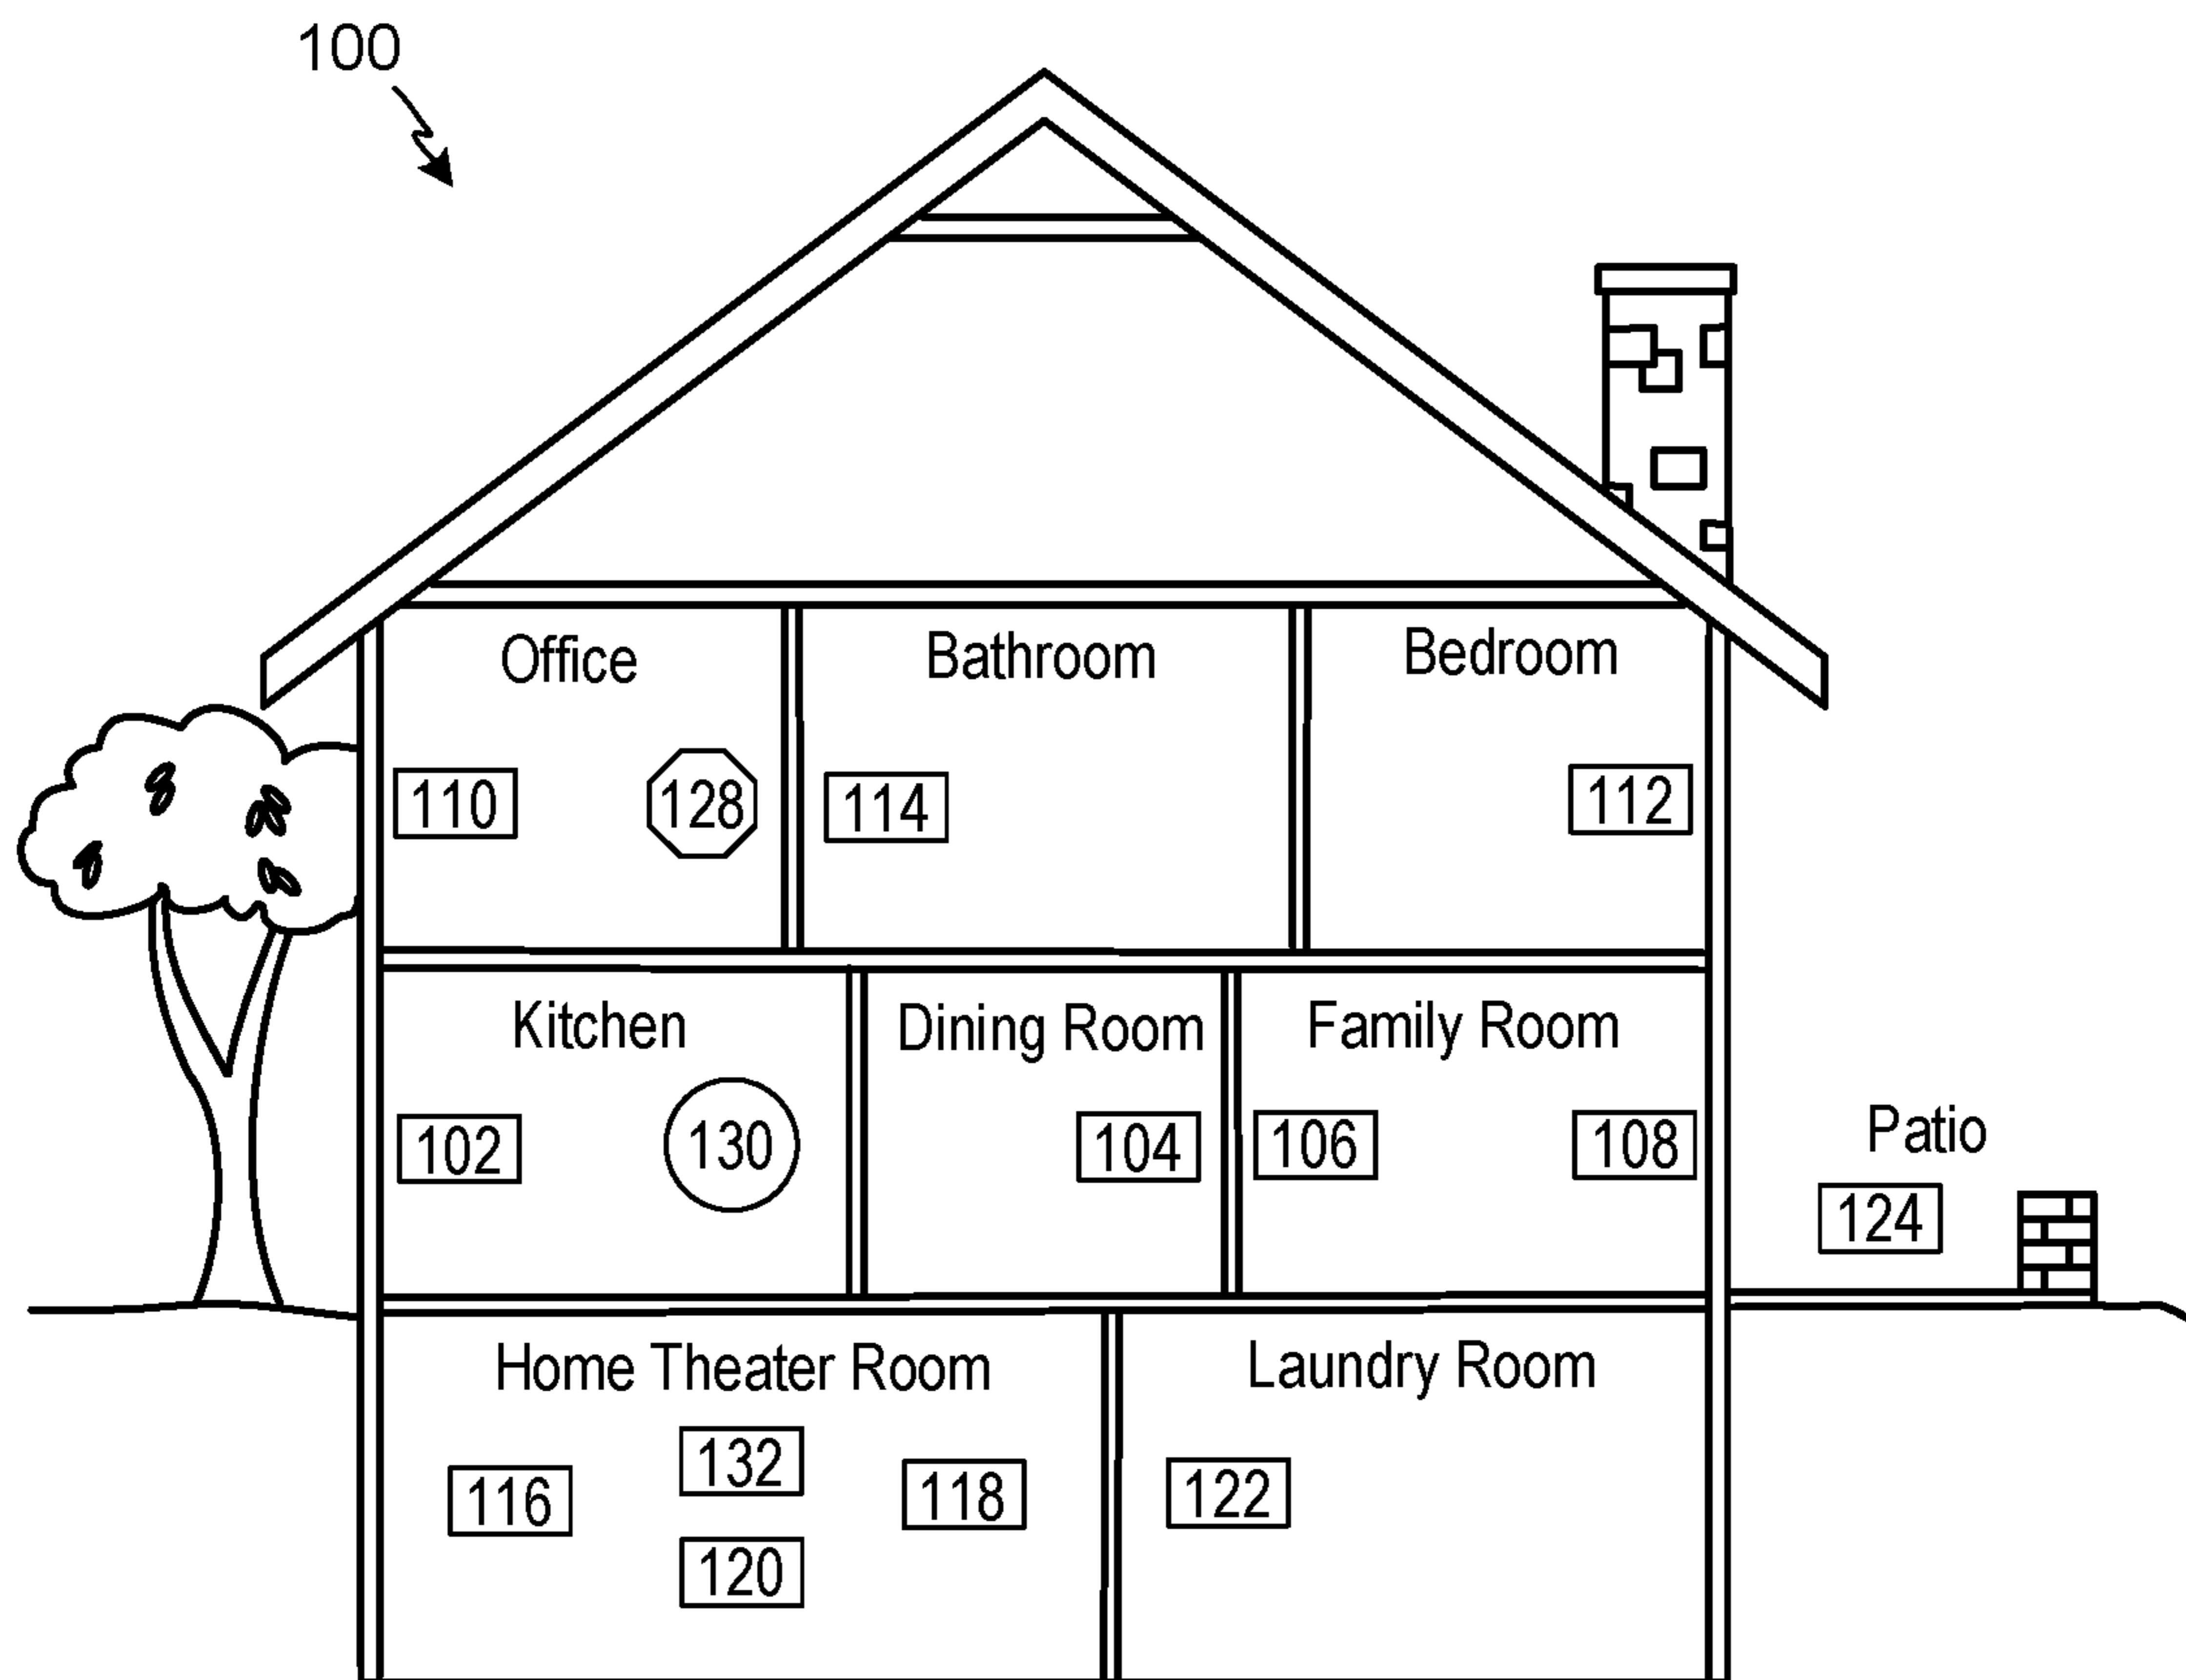 100
Office
Bathroom
Bedroom
110
128
114
112
Kitchen
Dining Room
Family Room
102
130
104
106
108
Patio
124
Home Theater Room
Laundry Room
116
132
118
120
122